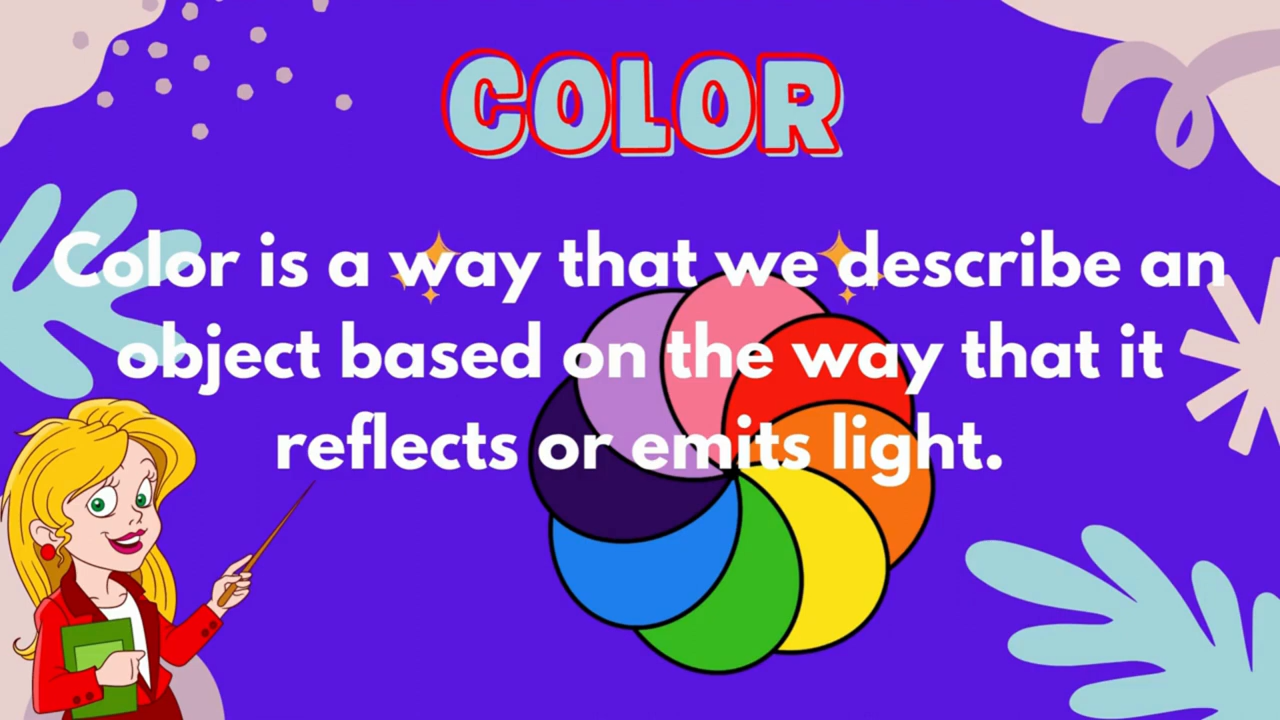 COLOR
Color is a way that we describe an
object based on the way that it
reflects or emits light.